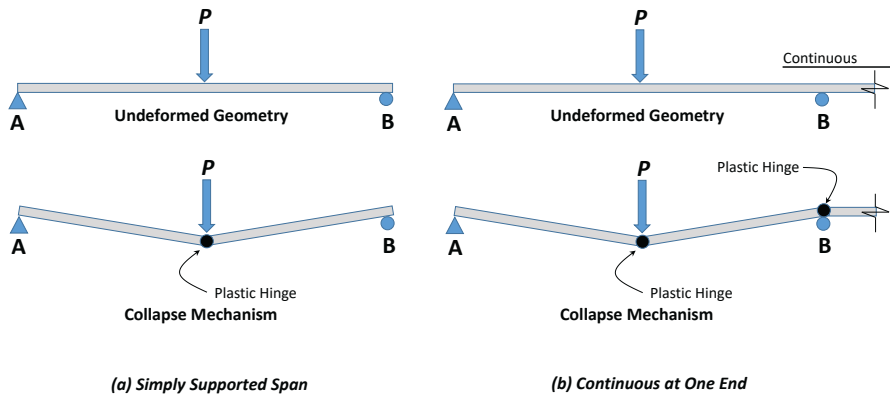 P
A
B
Undeformed Geometry
P
A
B
Plastic Hinge
Collapse Mechanism
(a) Simply Supported Span
P
Continuous
A
B
Undeformed Geometry
P
Plastic Hinge
A
B
Plastic Hinge
Collapse Mechanism
(b) Continuous at One End